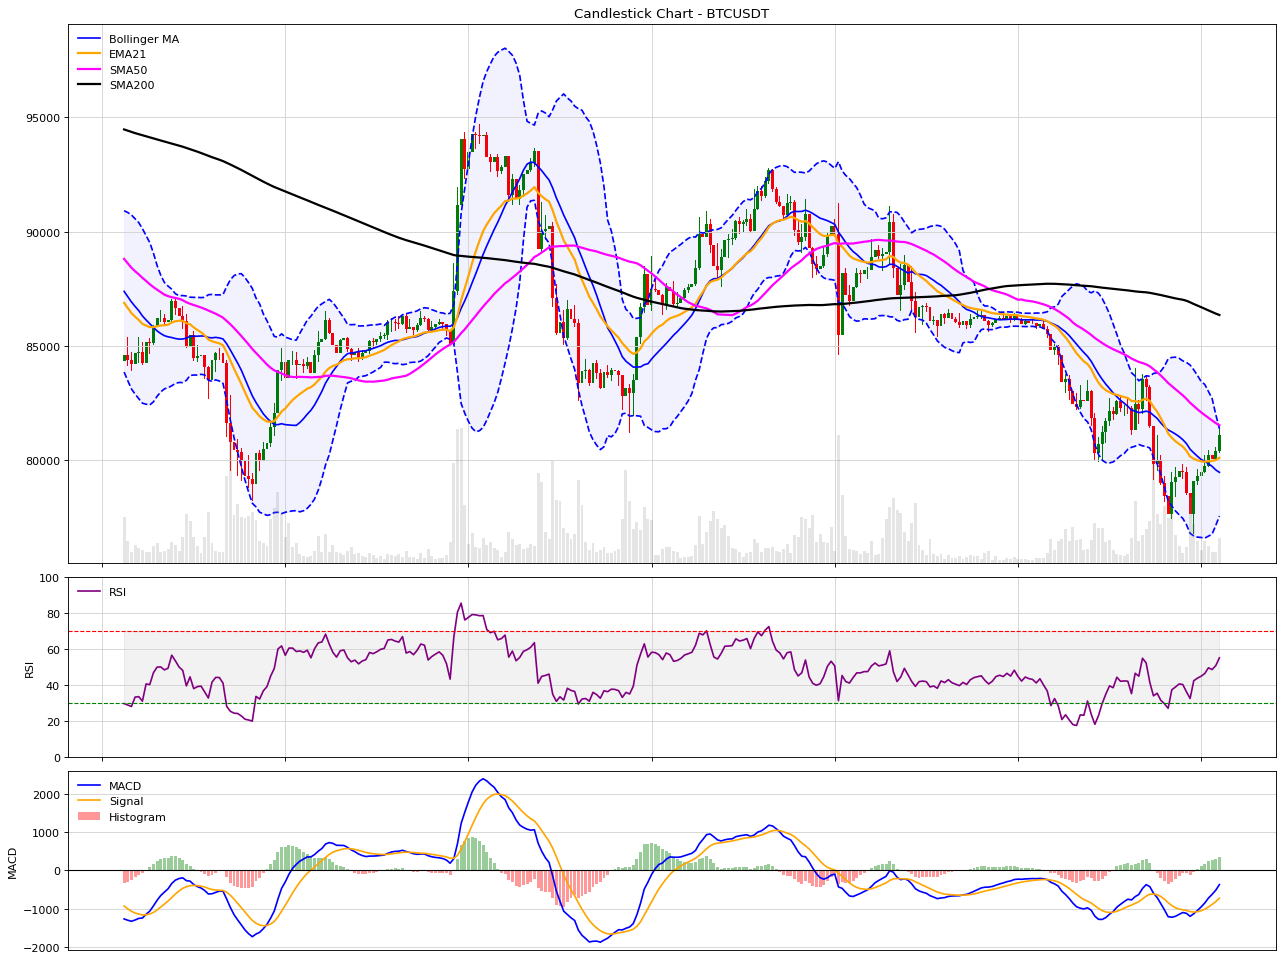 Candlestick Chart - BTCUSDT
Bollinger MA
EMA21
SMA50
SMA200
95000
90000
85000
80000
100
80
60
40
20
0
RSI
RSI
2000
1000
0
−1000
−2000
MACD
MACD
Signal
Histogram